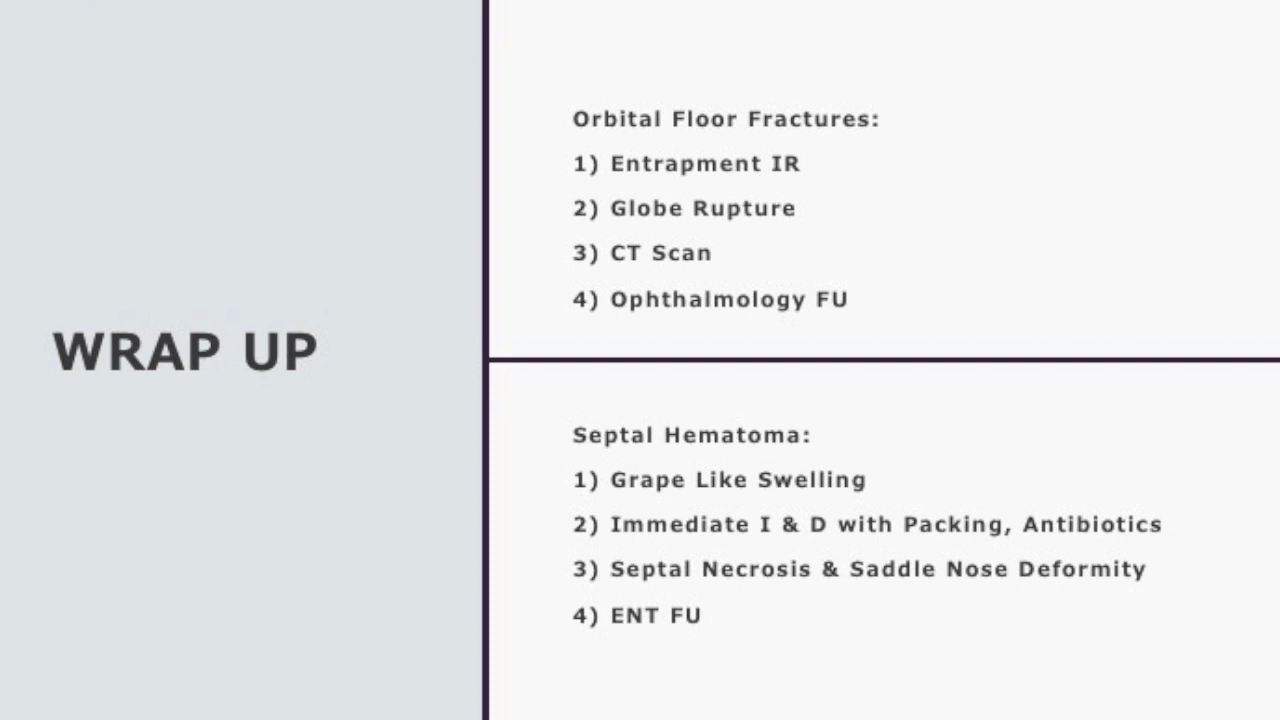 WRAP UP
Orbital Floor Fractures:
1) Entrapment IR
2) Globe Rupture
3) CT Scan
4) Ophthalmology FU
Septal Hematoma:
1) Grape Like Swelling
2) Immediate I & D with Packing, Antibiotics
3) Septal Necrosis & Saddle Nose Deformity
4) ENT FU